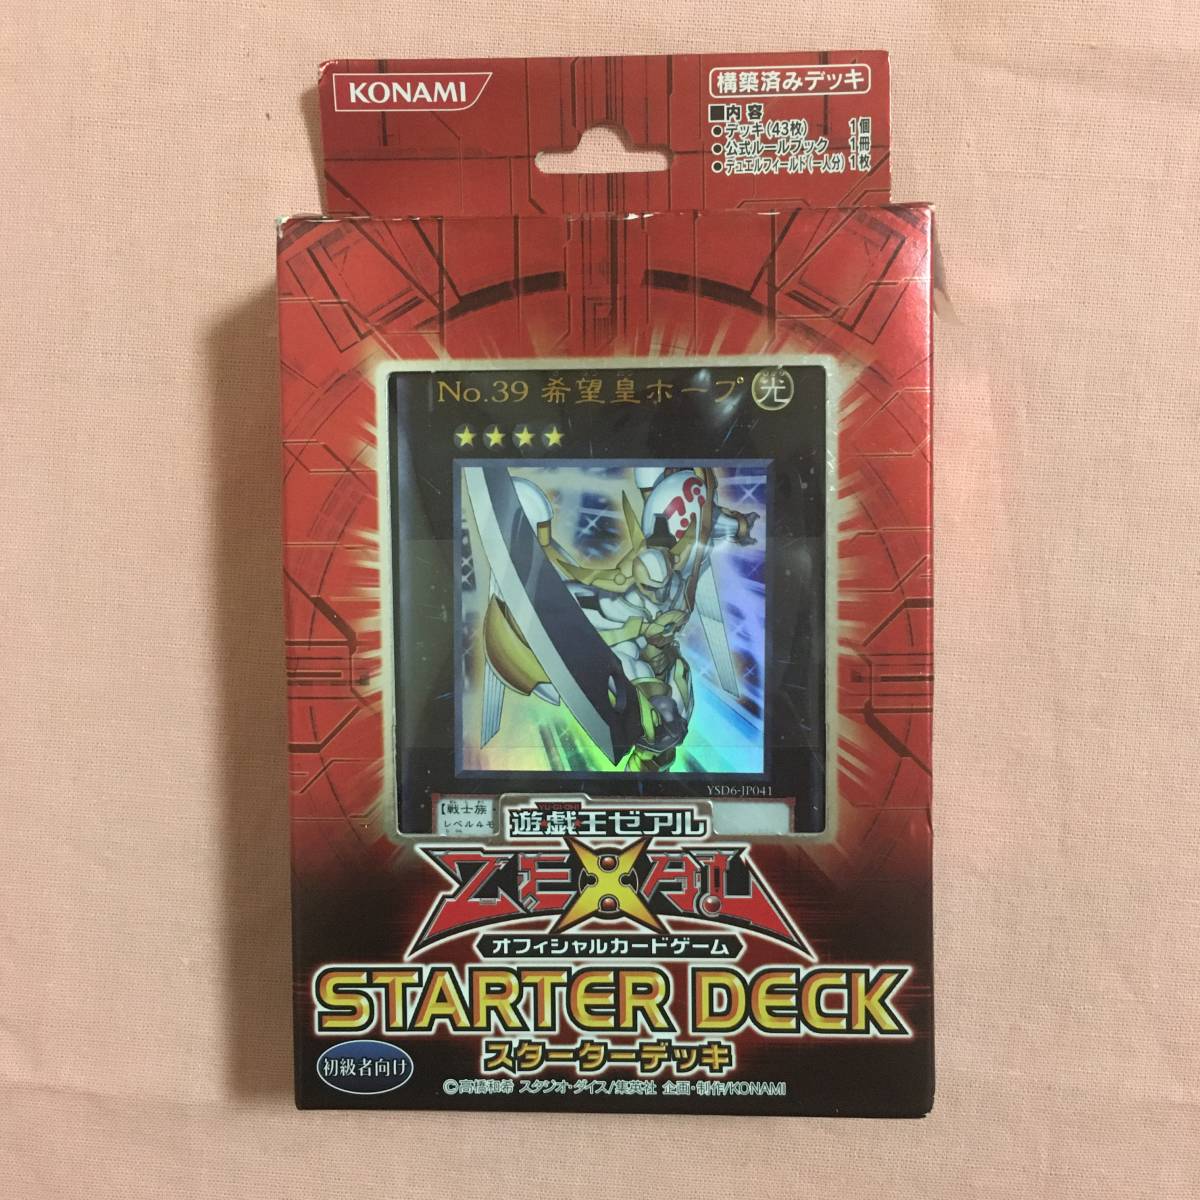 KONAMI
構築済みデッキ
■内容
●デッキ(43枚) 1個
●公式ルールブック 1冊
●デュエルフィールド(一人分) 1枚
No.39 希望皇ホープ 光
YSD6-JP041
【戦士族・
レベル4モ
YU-GI-OH!
遊戯王ゼアル
ZEXAL
オフィシャルカードゲーム
STARTER DECK
スターターデッキ
初級者向け
©高橋和希 スタジオ・ダイス/集英社 企画・制作/KONAMI